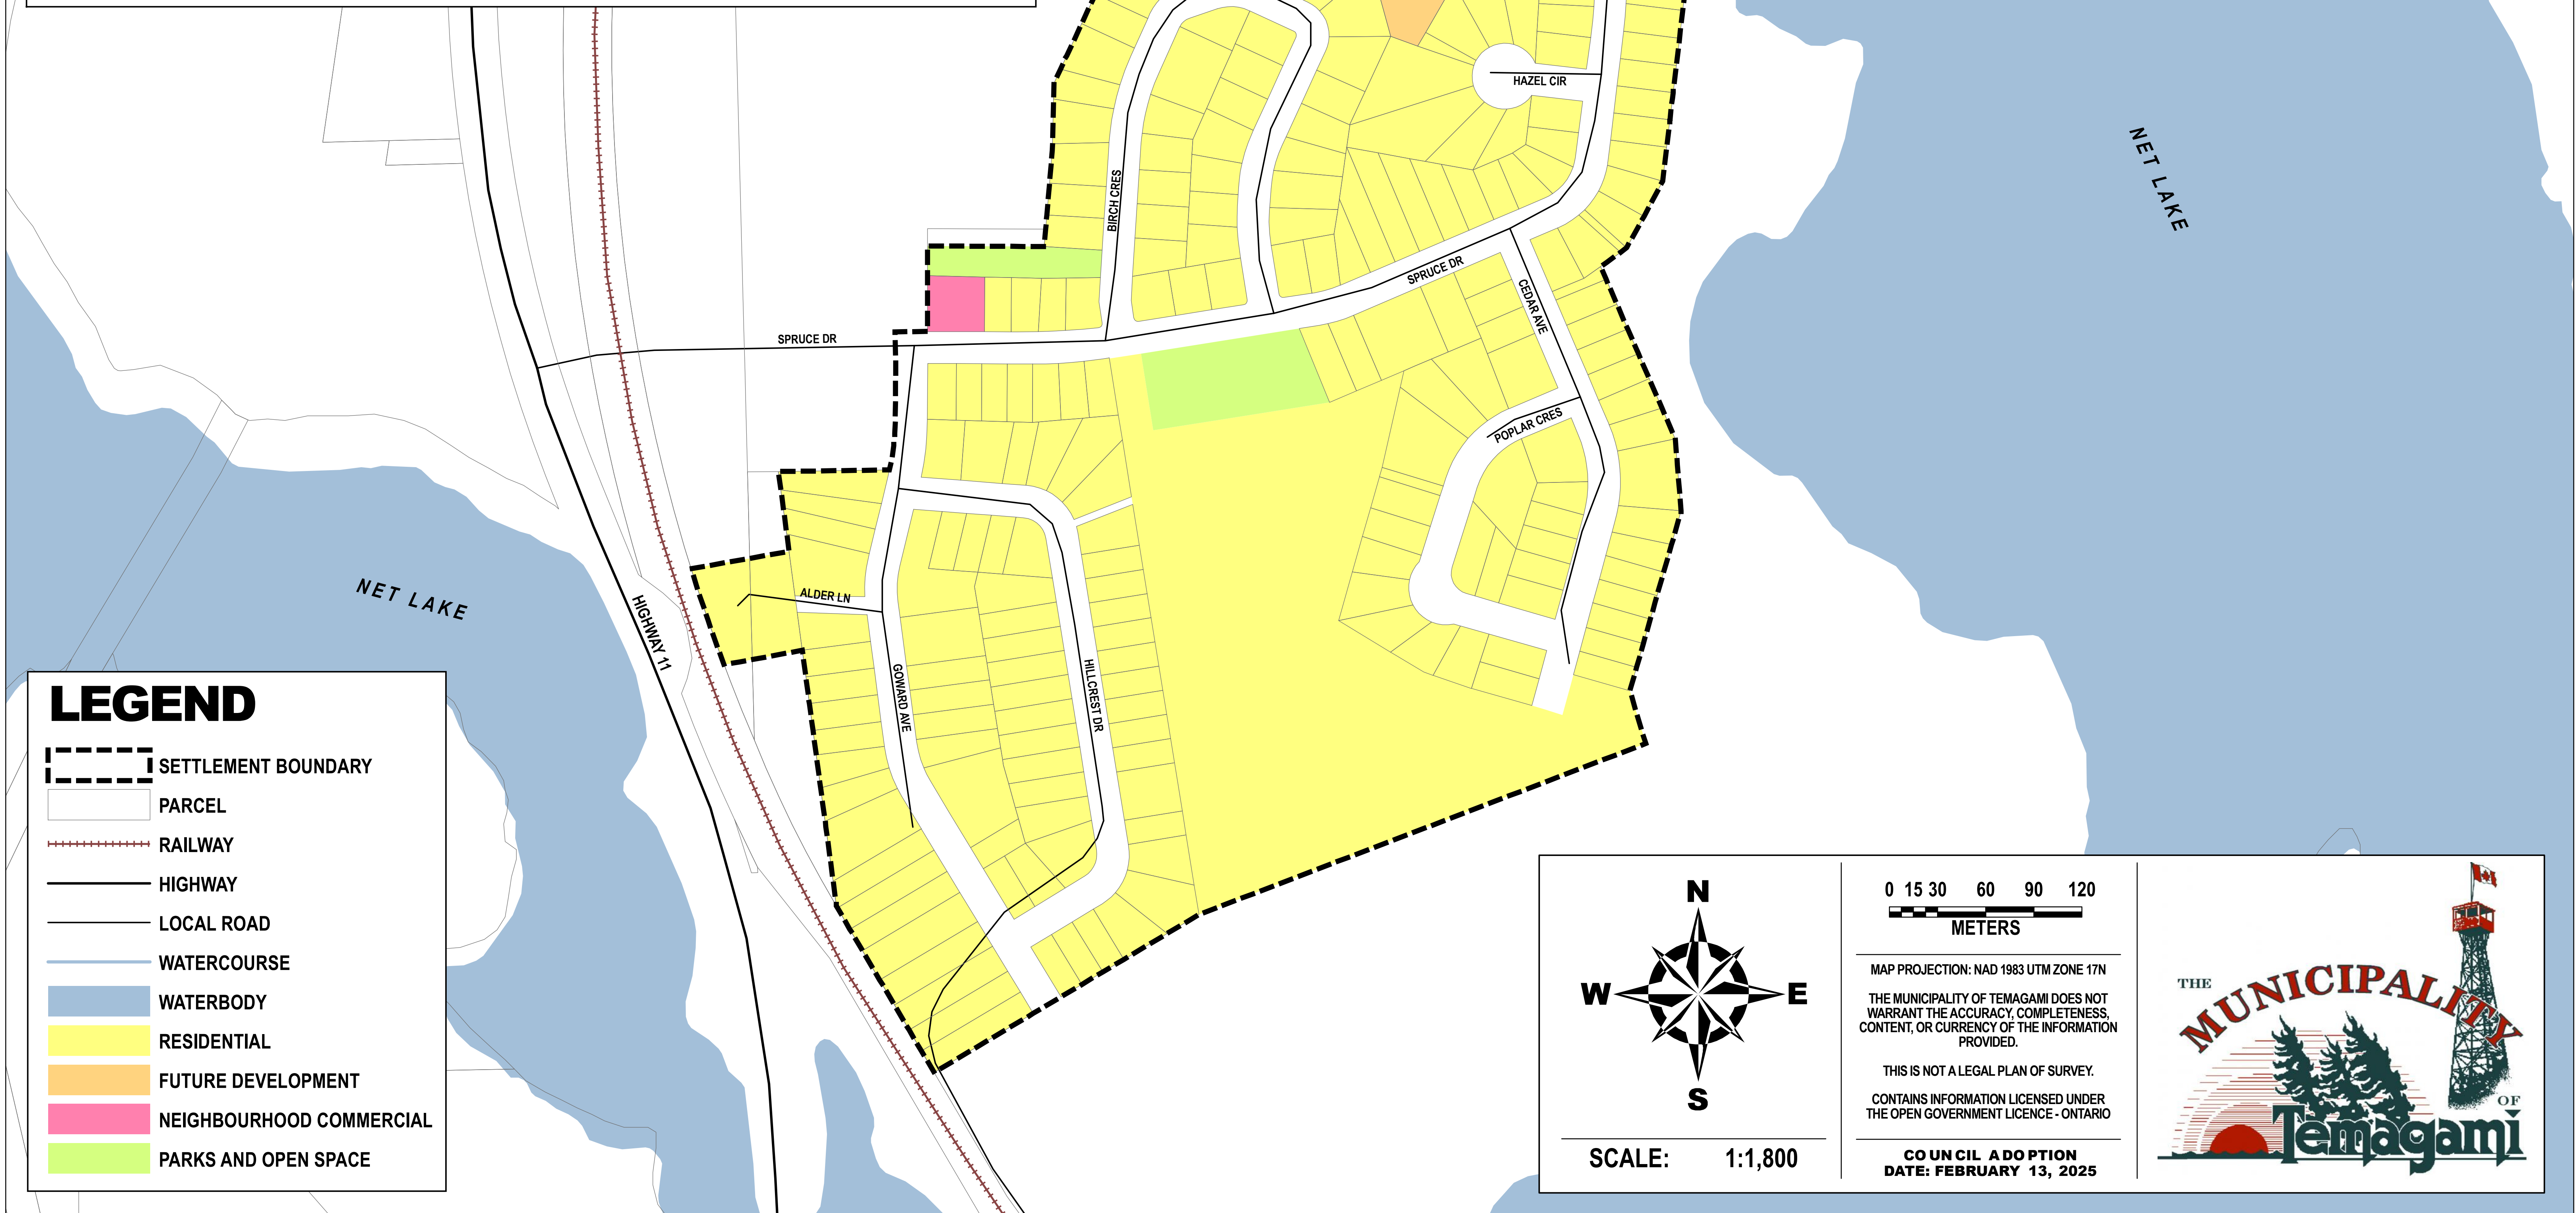 HAZEL CIR
NET LAKE
BIRCH CRES
SPRUCE DR
CEDAR AVE
SPRUCE DR
POPLAR CRES
NET LAKE
HIGHWAY 11
ALDER LN
GOWARD AVE
HILLCREST DR
LEGEND
SETTLEMENT BOUNDARY
PARCEL
RAILWAY
HIGHWAY
LOCAL ROAD
WATERCOURSE
WATERBODY
RESIDENTIAL
FUTURE DEVELOPMENT
NEIGHBOURHOOD COMMERCIAL
PARKS AND OPEN SPACE
N
W E
S
SCALE: 1:1,800
0 15 30 60 90 120
METERS
MAP PROJECTION: NAD 1983 UTM ZONE 17N
THE MUNICIPALITY OF TEMAGAMI DOES NOT
WARRANT THE ACCURACY, COMPLETENESS,
CONTENT, OR CURRENCY OF THE INFORMATION
PROVIDED.
THIS IS NOT A LEGAL PLAN OF SURVEY.
CONTAINS INFORMATION LICENSED UNDER
THE OPEN GOVERNMENT LICENCE - ONTARIO
COUNCIL ADOPTION
DATE: FEBRUARY 13, 2025
THE
MUNICIPALITY
OF
Temagami